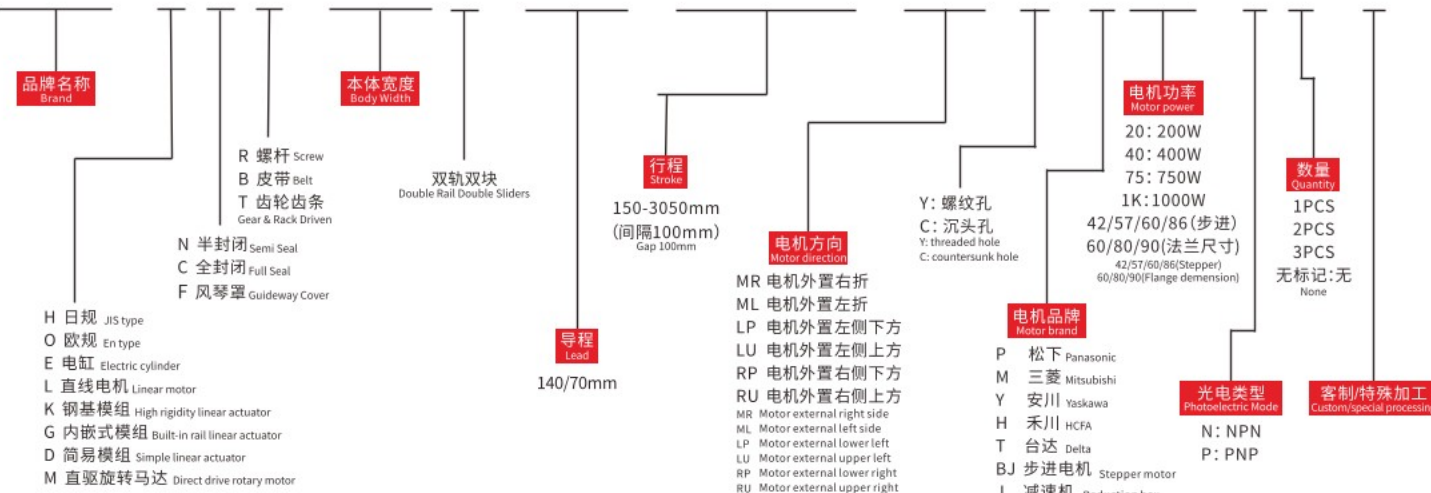 品牌名称
Brand
H 日规 JIS type
O 欧规 En type
E 电缸 Electric cylinder
L 直线电机 Linear motor
K 钢基模组 High rigidity linear actuator
G 内嵌式模组 Built-in rail linear actuator
D 简易模组 Simple linear actuator
M 直驱旋转马达 Direct drive rotary motor
N 半封闭 Semi Seal
C 全封闭 Full Seal
F 风琴罩 Guideway Cover
R 螺杆 Screw
B 皮带 Belt
T 齿轮齿条
Gear & Rack Driven
本体宽度
Body Width
双轨双块
Double Rail Double Sliders
导程
Lead
140/70mm
行程
Stroke
150-3050mm
(间隔100mm)
Gap 100mm
电机方向
Motor direction
MR 电机外置右折
ML 电机外置左折
LP 电机外置左侧下方
LU 电机外置左侧上方
RP 电机外置右侧下方
RU 电机外置右侧上方
MR Motor external right side
ML Motor external left side
LP Motor external lower left
LU Motor external upper left
RP Motor external lower right
RU Motor external upper right
Y: 螺纹孔
C: 沉头孔
Y: threaded hole
C: countersunk hole
电机品牌
Motor brand
P 松下 Panasonic
M 三菱 Mitsubishi
Y 安川 Yaskawa
H 禾川 HCFA
T 台达 Delta
BJ 步进电机 Stepper motor
减速机
电机功率
Motor power
20: 200W
40: 400W
75: 750W
1K: 1000W
42/57/60/86(步进)
60/80/90(法兰尺寸)
42/57/60/86(Stepper)
60/80/90(Flange demension)
光电类型
Photoelectric Mode
N: NPN
P: PNP
数量
Quantity
1PCS
2PCS
3PCS
无标记:无
None
客制/特殊加工
Custom/special processing